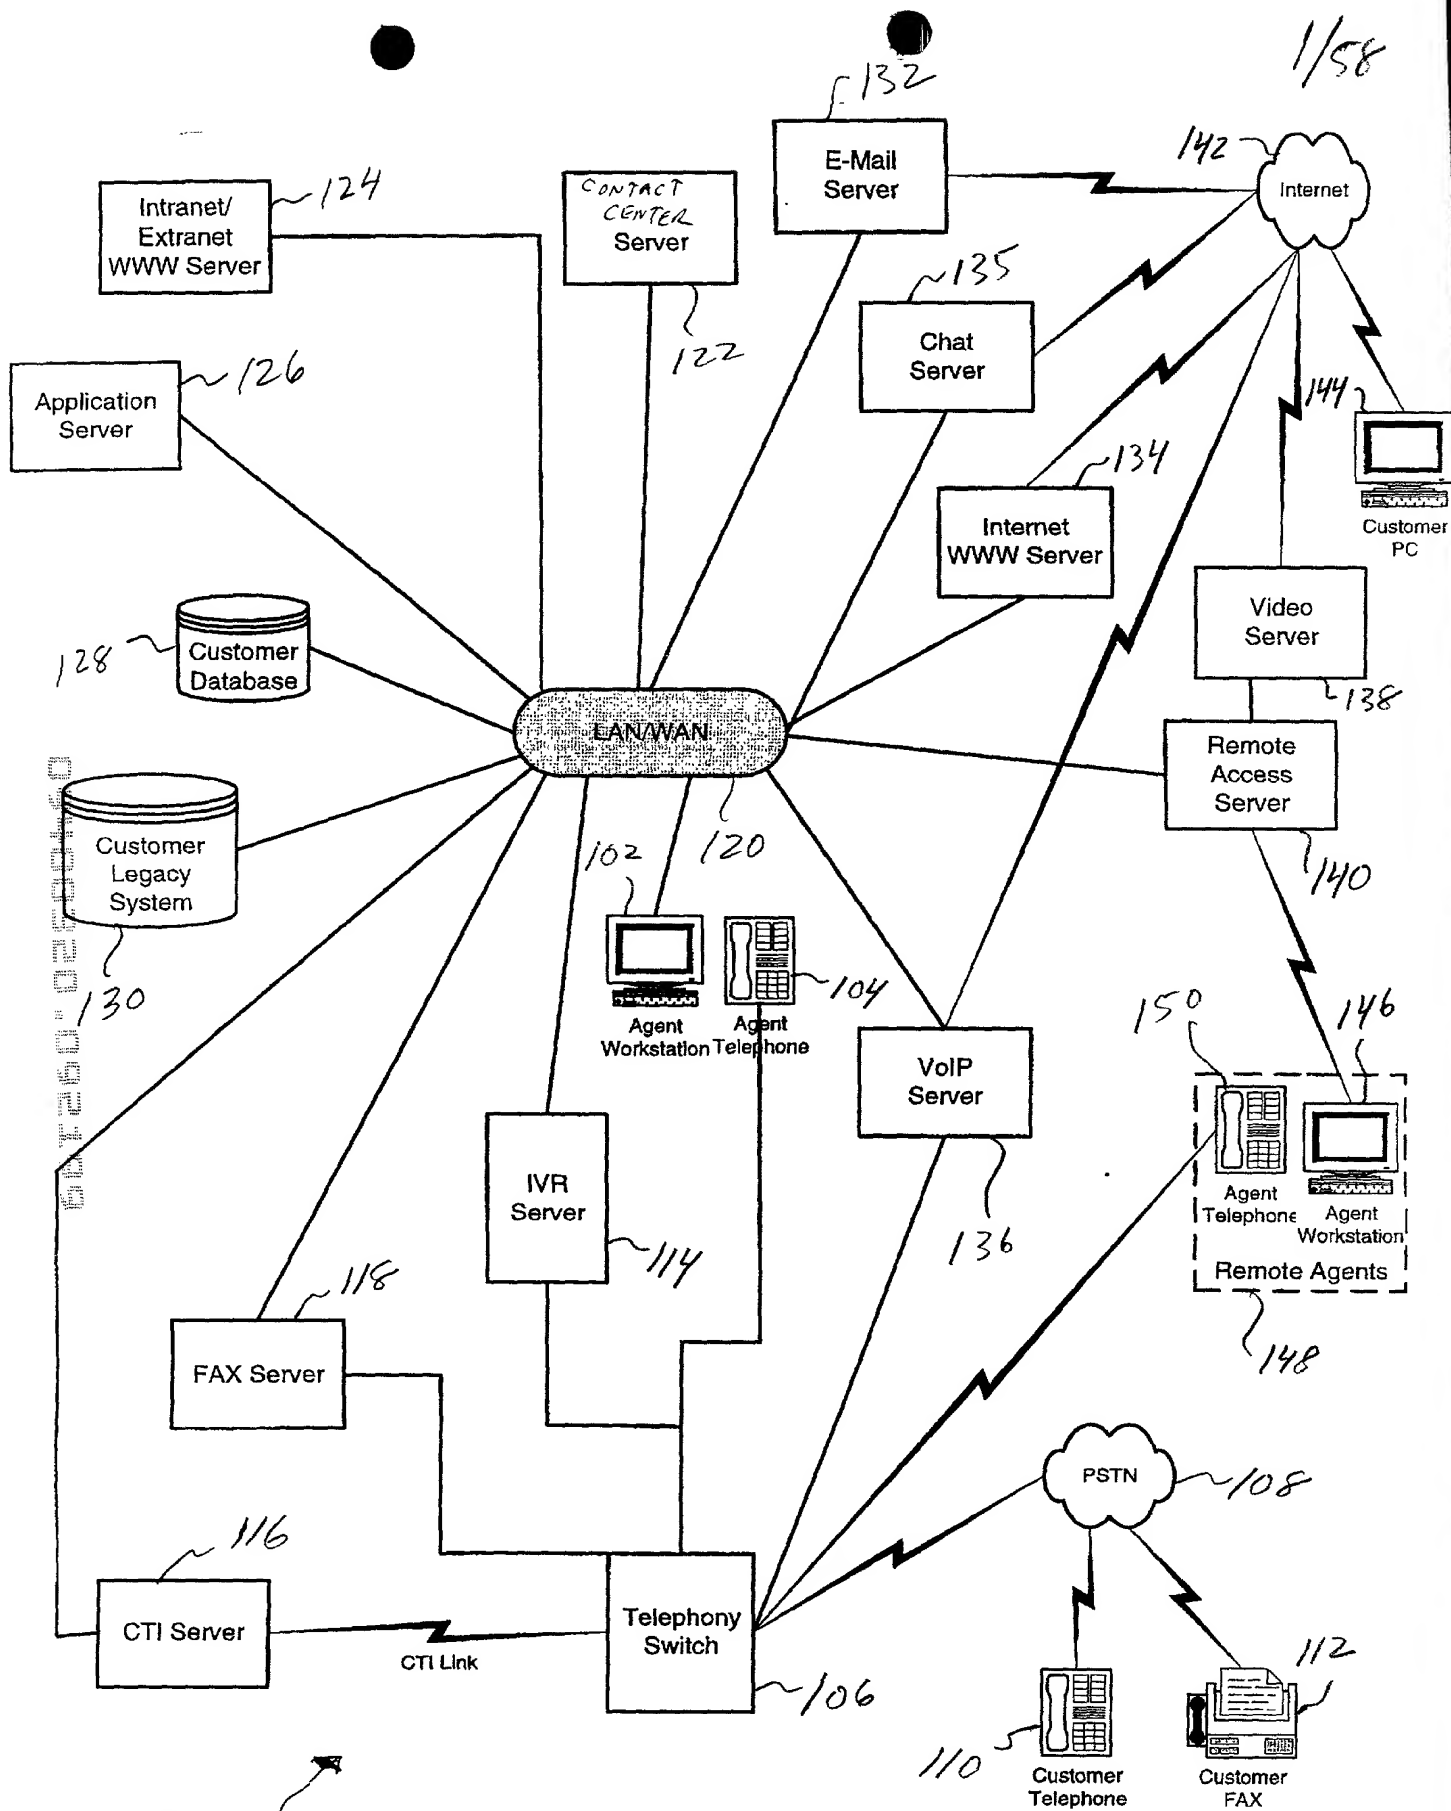 1/58
132
142
E-Mail
Server
Internet
124
Intranet/
Extranet
WWW Server
CONTACT
CENTER
Server
122
135
Chat
Server
126
Application
Server
144
Customer
PC
134
Internet
WWW Server
Video
Server
138
128
Customer
Database
LAN/WAN
120
Remote
Access
Server
140
Customer
Legacy
System
130
102
Agent
Workstation
104
Agent
Telephone
VoIP
Server
136
150
146
Agent
Telephone
Agent
Workstation
Remote Agents
148
IVR
Server
114
118
FAX Server
PSTN
108
116
CTI Server
CTI Link
Telephony
Switch
106
110
Customer
Telephone
112
Customer
FAX